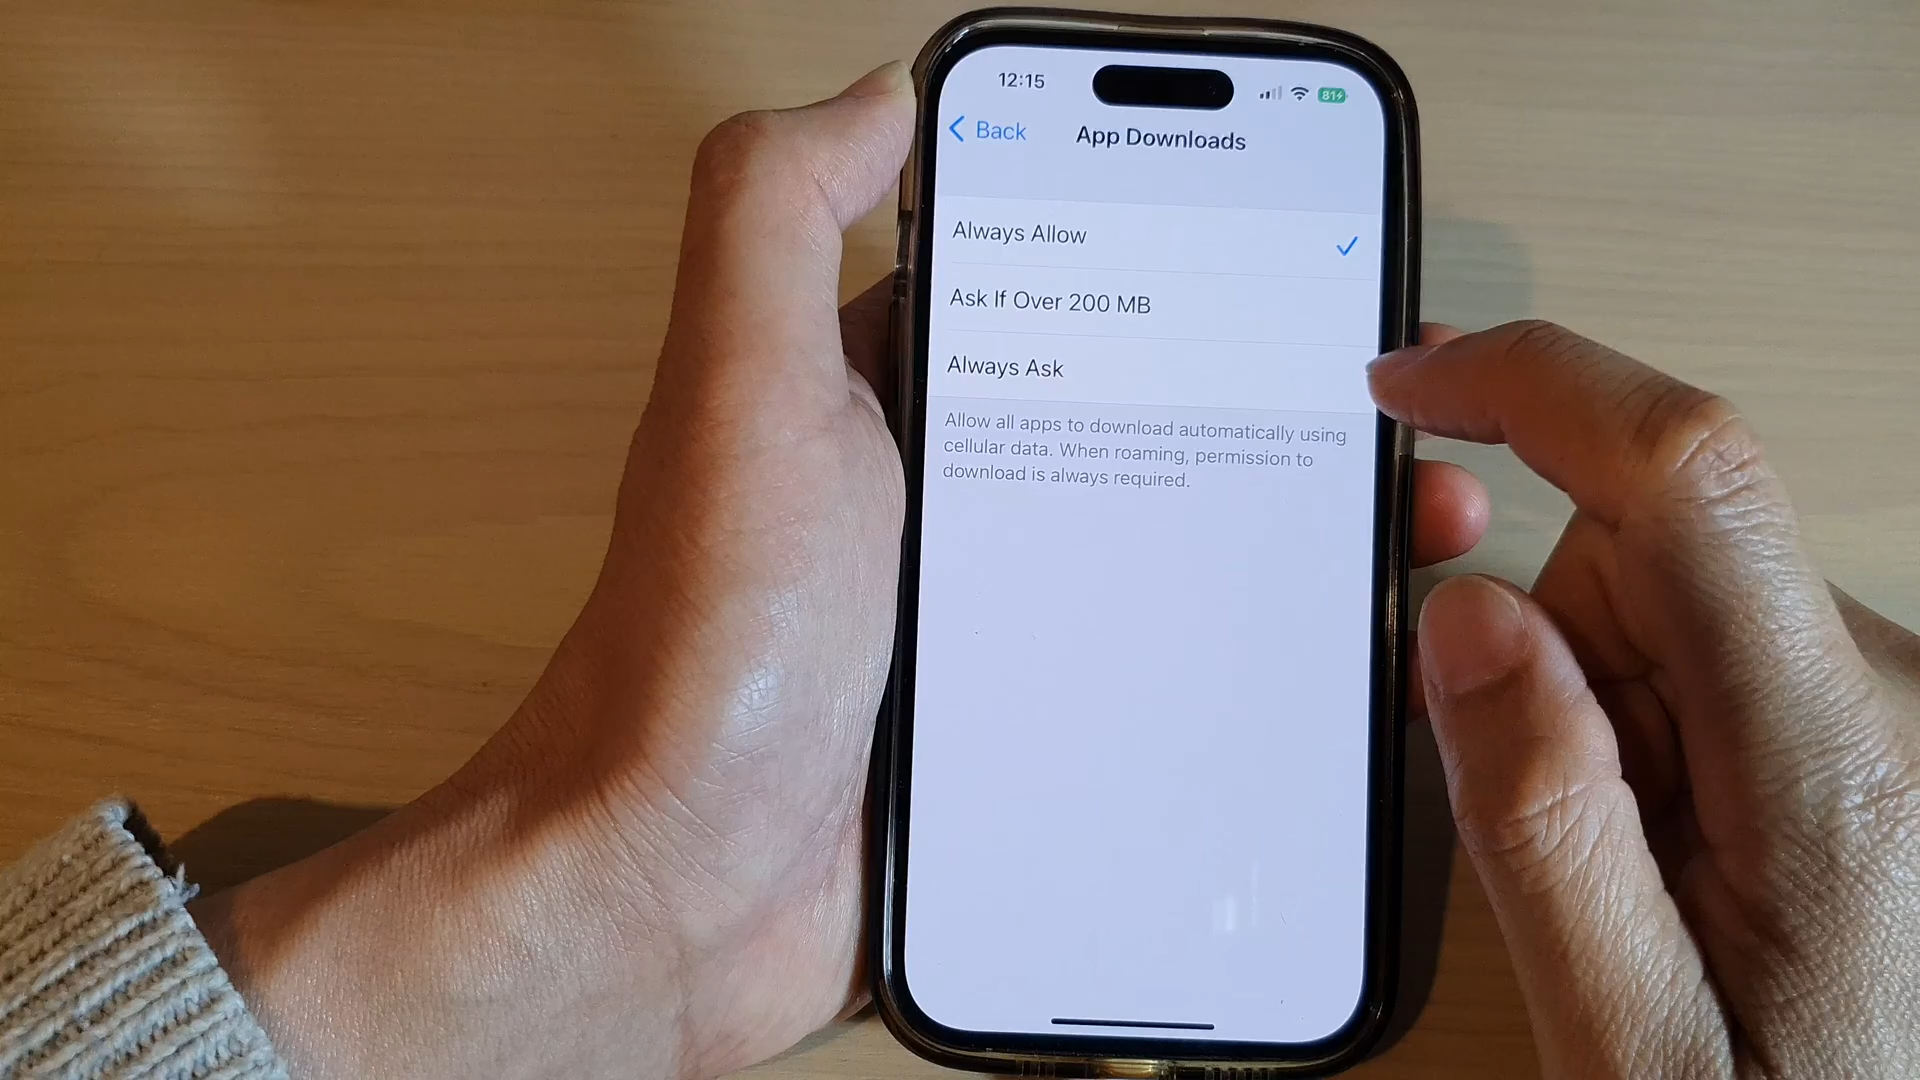 12:15
81
Back
App Downloads
Always Allow
Ask If Over 200 MB
Always Ask
Allow all apps to download automatically using
cellular data. When roaming, permission to
download is always required.